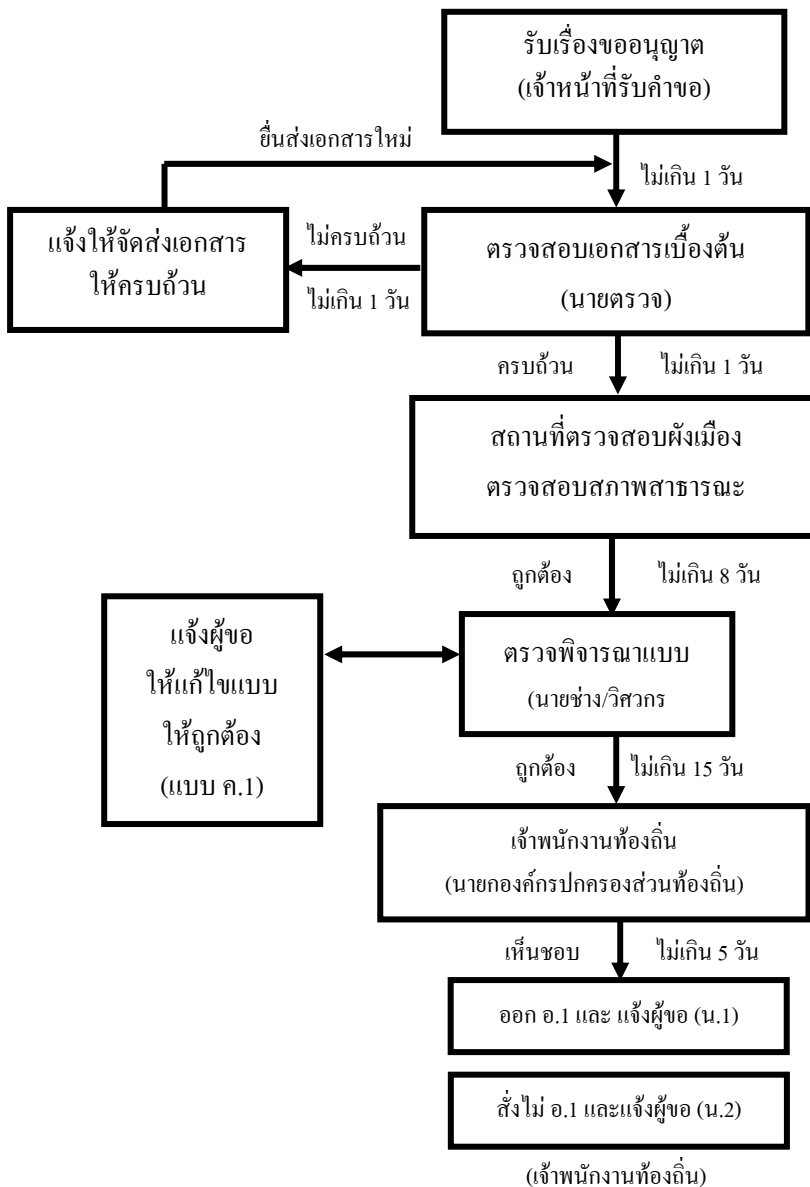 รับเรื่องขออนุญาต
(เจ้าหน้าที่รับคำขอ)
ยื่นส่งเอกสารใหม่
ไม่เกิน 1 วัน
แจ้งให้จัดส่งเอกสาร
ให้ครบถ้วน
ไม่ครบถ้วน
ไม่เกิน 1 วัน
ตรวจสอบเอกสารเบื้องต้น
(นายตรวจ)
ครบถ้วน
ไม่เกิน 1 วัน
สถานที่ตรวจสอบผังเมือง
ตรวจสอบสภาพสาธารณะ
ถูกต้อง
ไม่เกิน 8 วัน
แจ้งผู้ขอ
ให้แก้ไขแบบ
ให้ถูกต้อง
(แบบ ค.1)
ตรวจพิจารณาแบบ
(นายช่าง/วิศวกร
ถูกต้อง
ไม่เกิน 15 วัน
เจ้าพนักงานท้องถิ่น
(นายกองค์กรปกครองส่วนท้องถิ่น)
เห็นชอบ
ไม่เกิน 5 วัน
ออก อ.1 และ แจ้งผู้ขอ (น.1)
สั่งไม่ อ.1 และแจ้งผู้ขอ (น.2)
(เจ้าพนักงานท้องถิ่น)